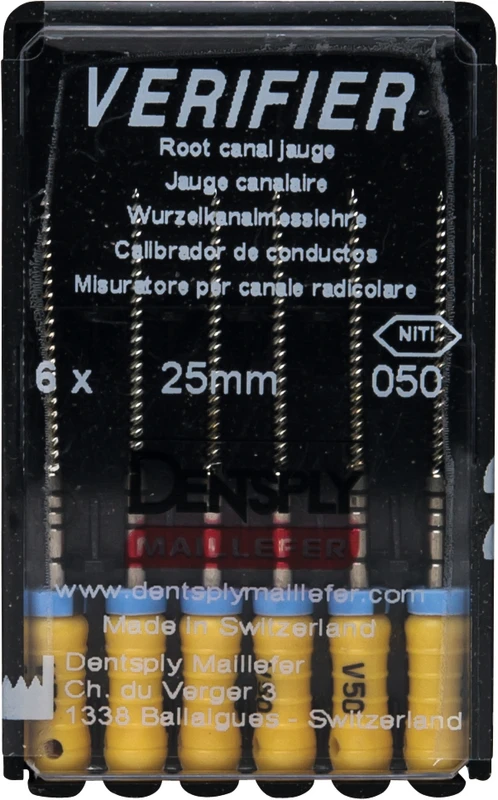 VERIFIER
Root canal jauge
Jauge canalaire
Wurzelkanalmesslehre
Calibrador de conductos
Misuratore per canale radicolare
NITI
6 x 25mm 050
DENTSPLY
MAILLEFER
www.dentsplymaillefer.com
Made in Switzerland
Dentsply Maillefer
Ch. du Verger 3
1338 Ballaigues - Switzerland
V50
V50